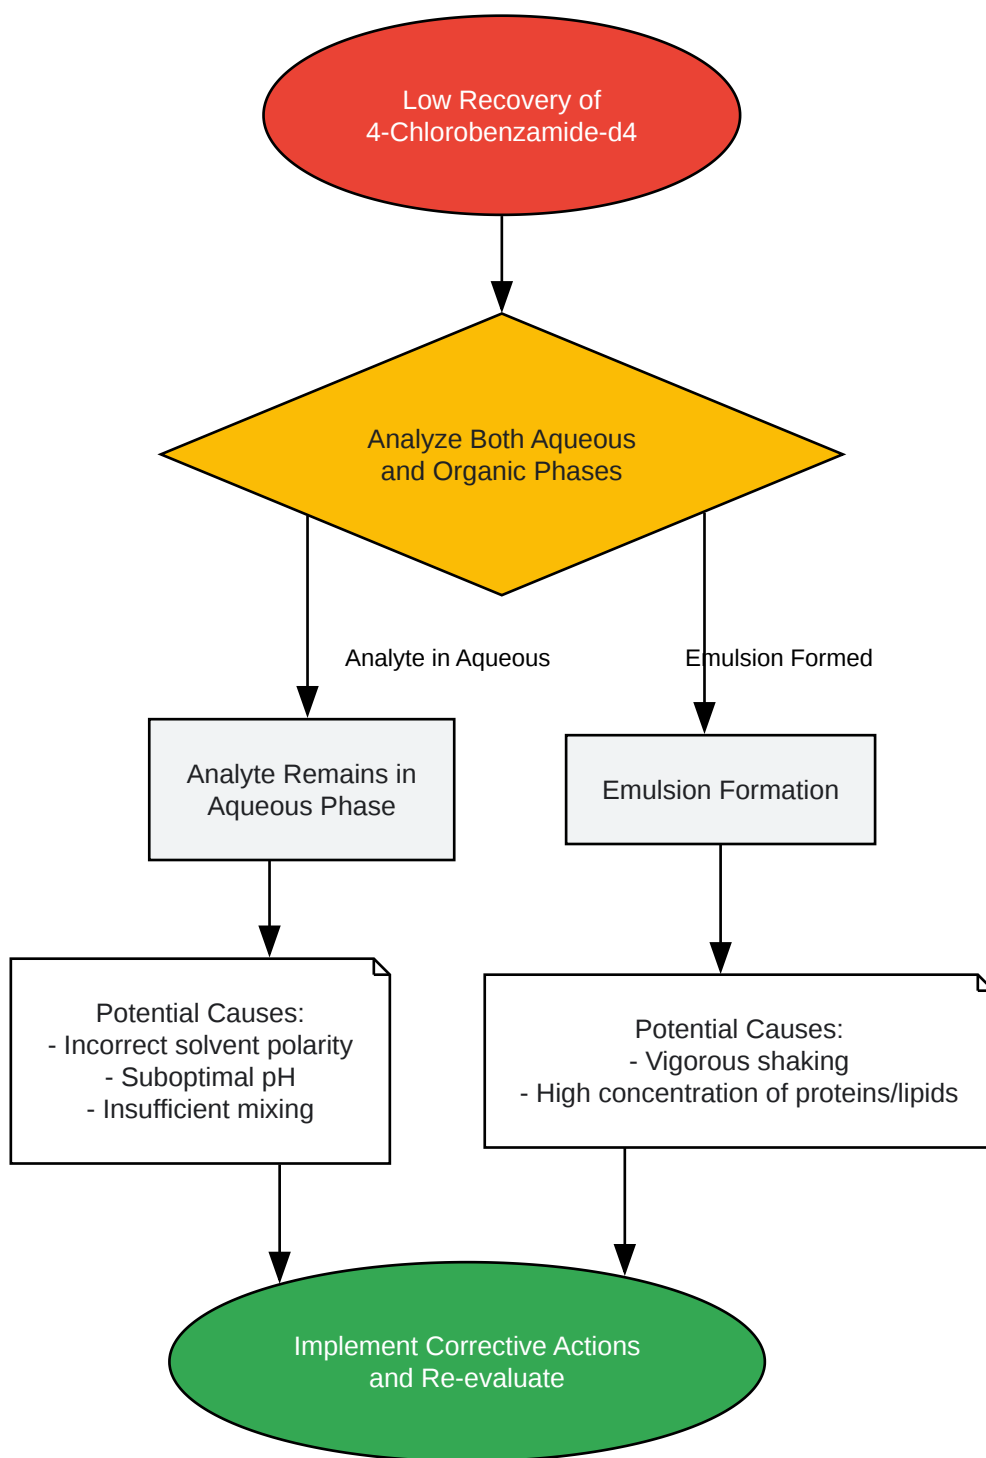 Low Recovery of
4-Chlorobenzamide-d4
Analyze Both Aqueous
and Organic Phases
Analyte in Aqueous
Emulsion Formed
Analyte Remains in
Aqueous Phase
Emulsion Formation
Potential Causes:
- Incorrect solvent polarity
- Suboptimal pH
- Insufficient mixing
Potential Causes:
- Vigorous shaking
- High concentration of proteins/lipids
Implement Corrective Actions
and Re-evaluate